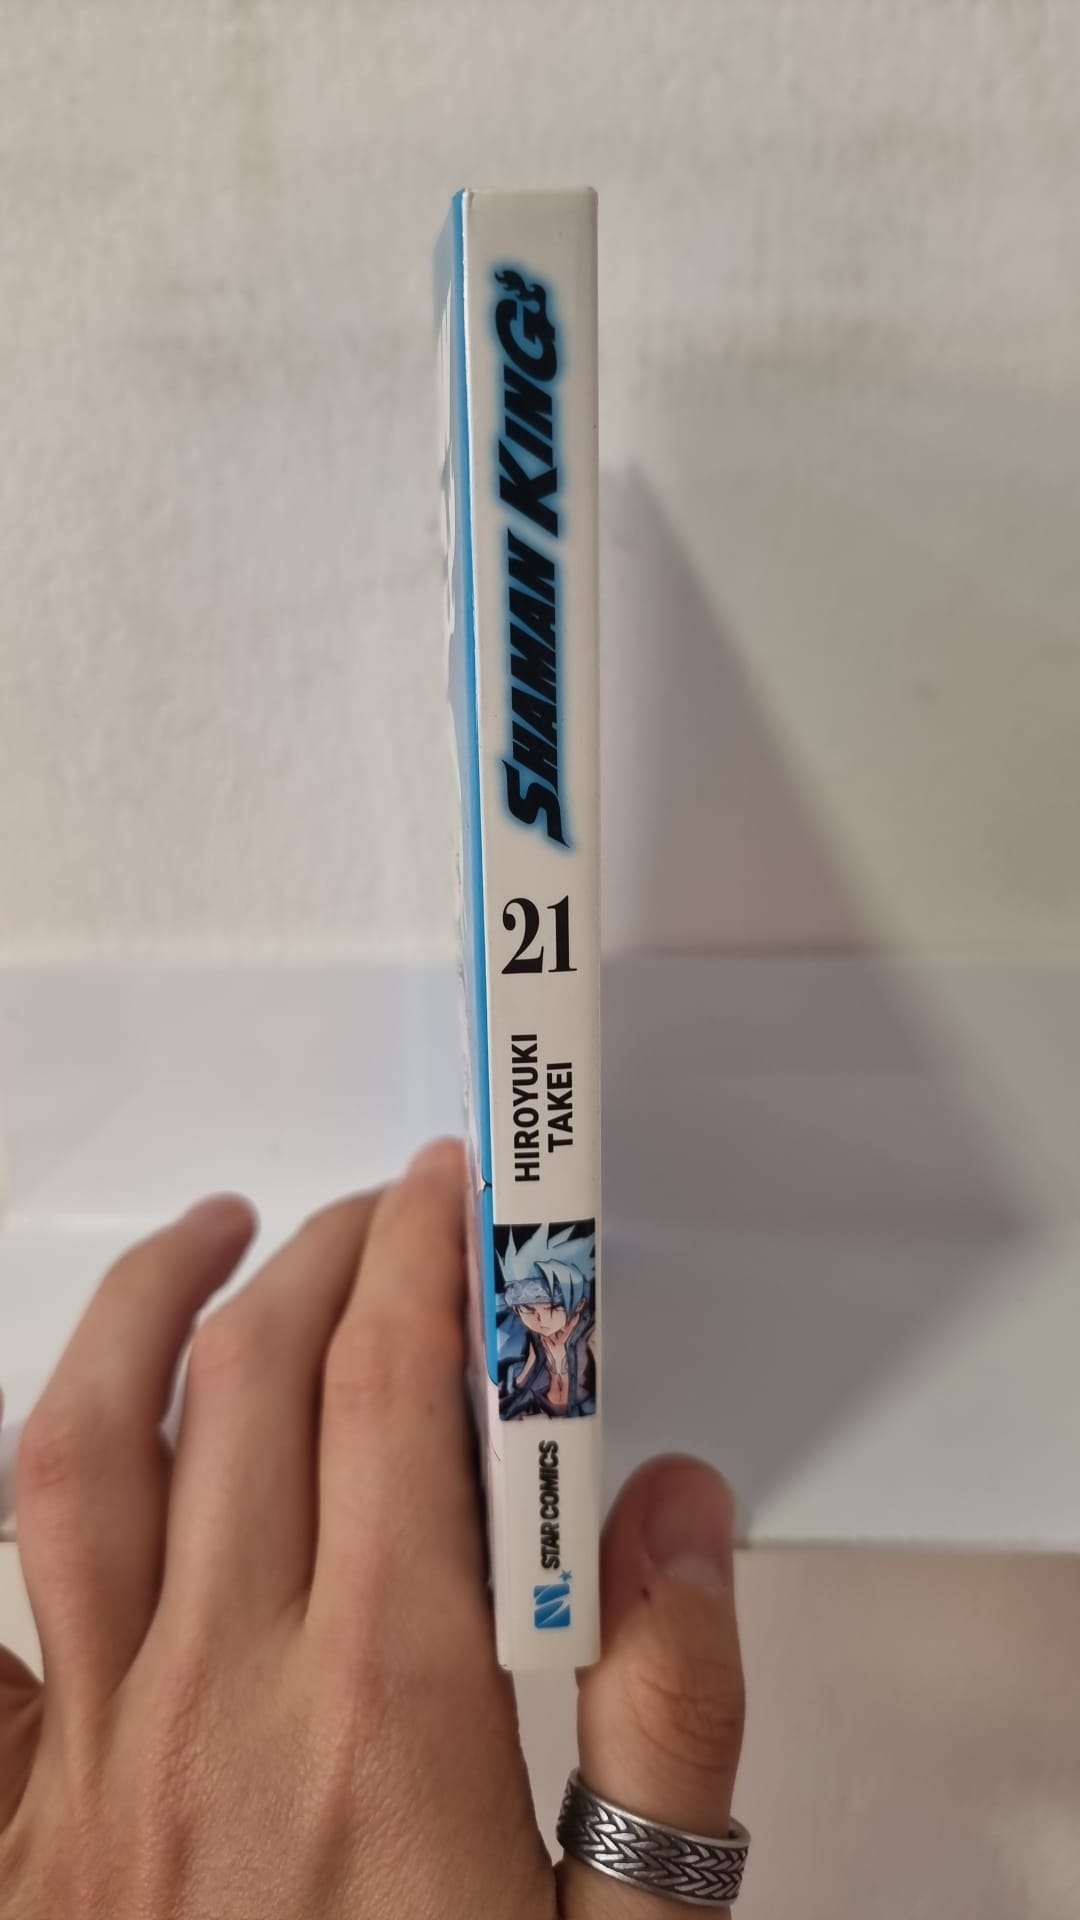 SHAMAN KING
21
HIROYUKI
TAKEI
STAR COMICS